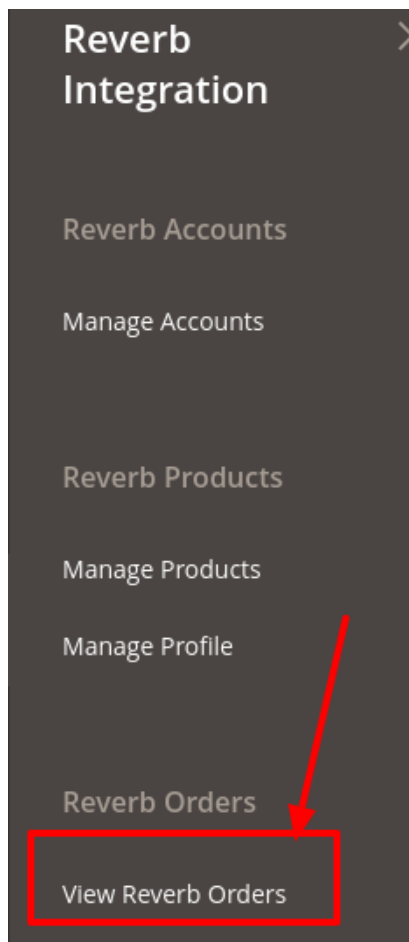 Reverb
Integration
Reverb Accounts
Manage Accounts
Reverb Products
Manage Products
Manage Profile
Reverb Orders
View Reverb Orders